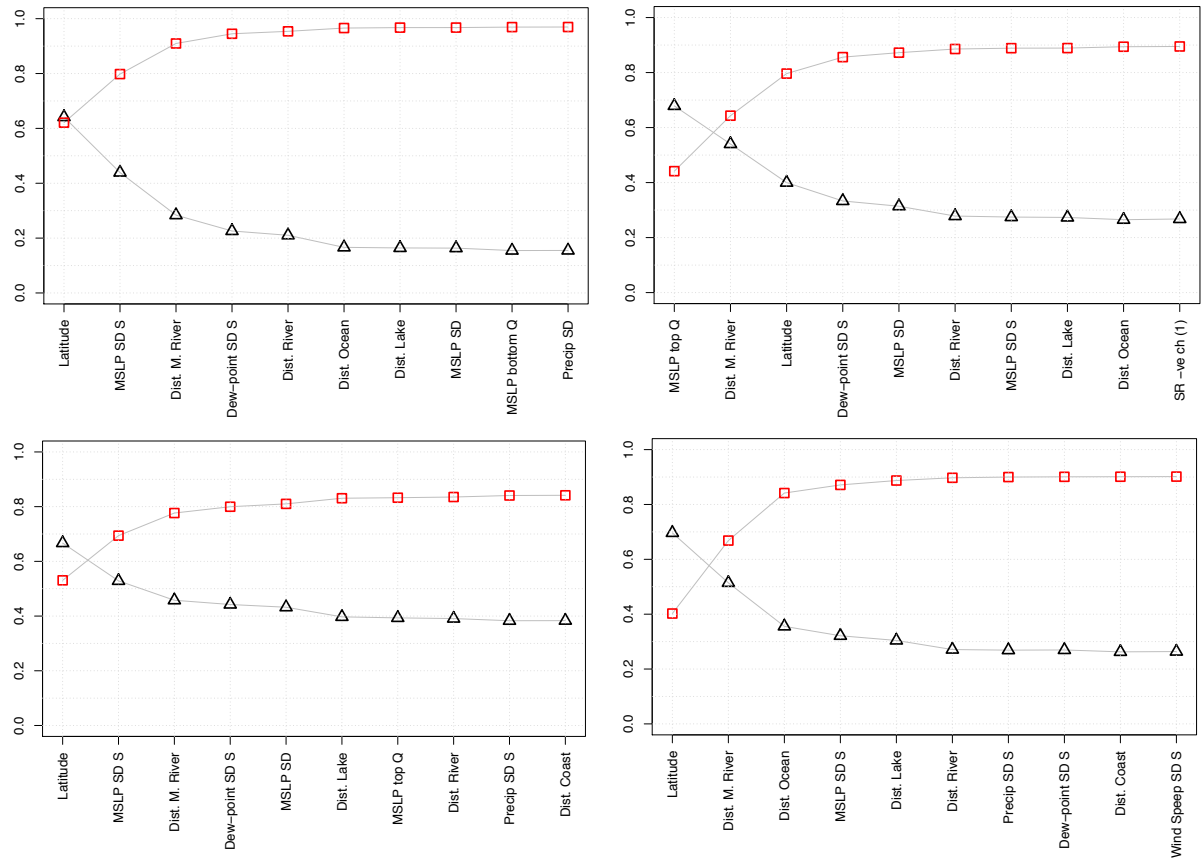 1.0
0.8
0.6
0.4
0.2
0.0
Latitude
MSLP SD S
Dist. M. River
Dew−point SD S
Dist. River
Dist. Ocean
Dist. Lake
MSLP SD
MSLP bottom Q
Precip SD
1.0
0.8
0.6
0.4
0.2
0.0
MSLP top Q
Dist. M. River
Latitude
Dew−point SD S
MSLP SD
Dist. River
MSLP SD S
Dist. Lake
Dist. Ocean
SR −ve ch (1)
1.0
0.8
0.6
0.4
0.2
0.0
Latitude
MSLP SD S
Dist. M. River
Dew−point SD S
MSLP SD
Dist. Lake
MSLP top Q
Dist. River
Precip SD S
Dist. Coast
1.0
0.8
0.6
0.4
0.2
0.0
Latitude
Dist. M. River
Dist. Ocean
MSLP SD S
Dist. Lake
Dist. River
Precip SD S
Dew−point SD S
Dist. Coast
Wind Speep SD S